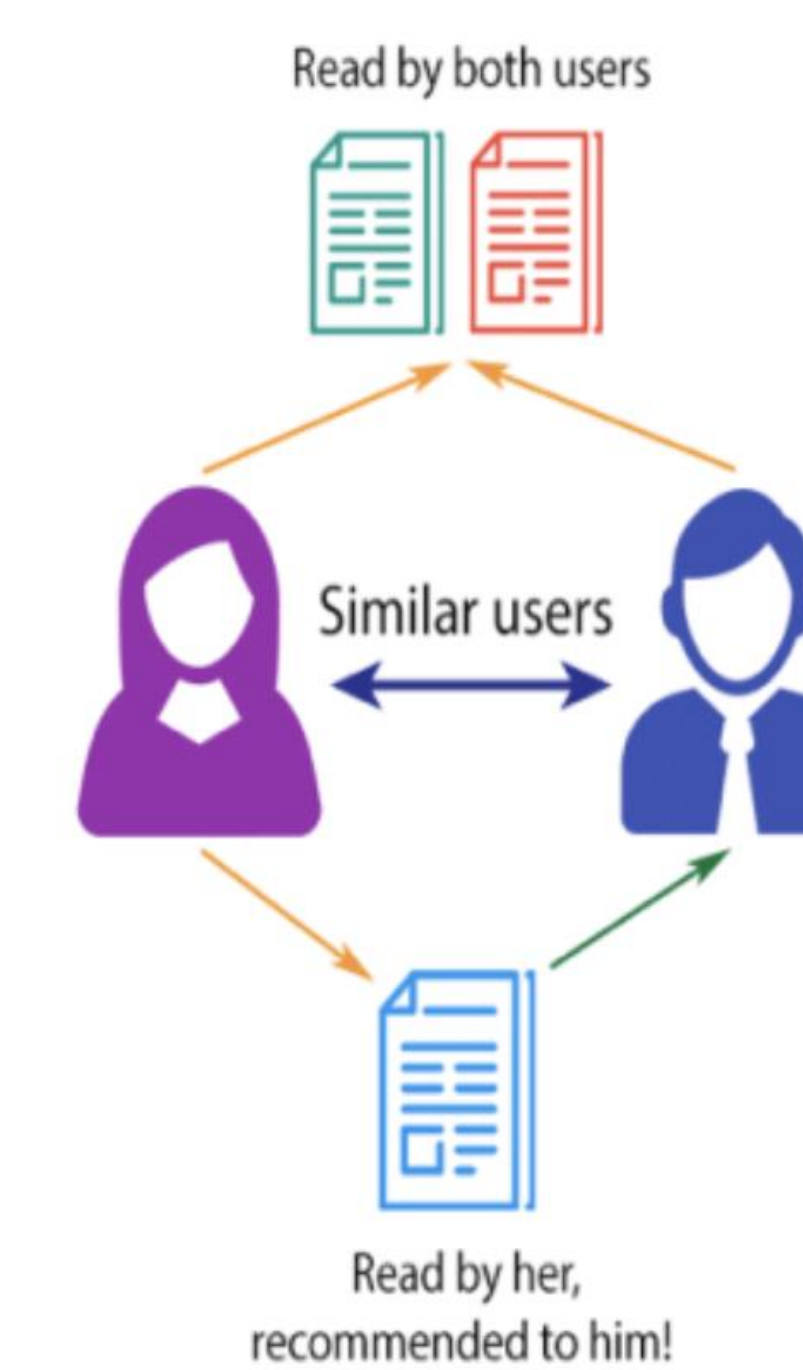 Read by both users
Similar users
Read by her,
recommended to him!